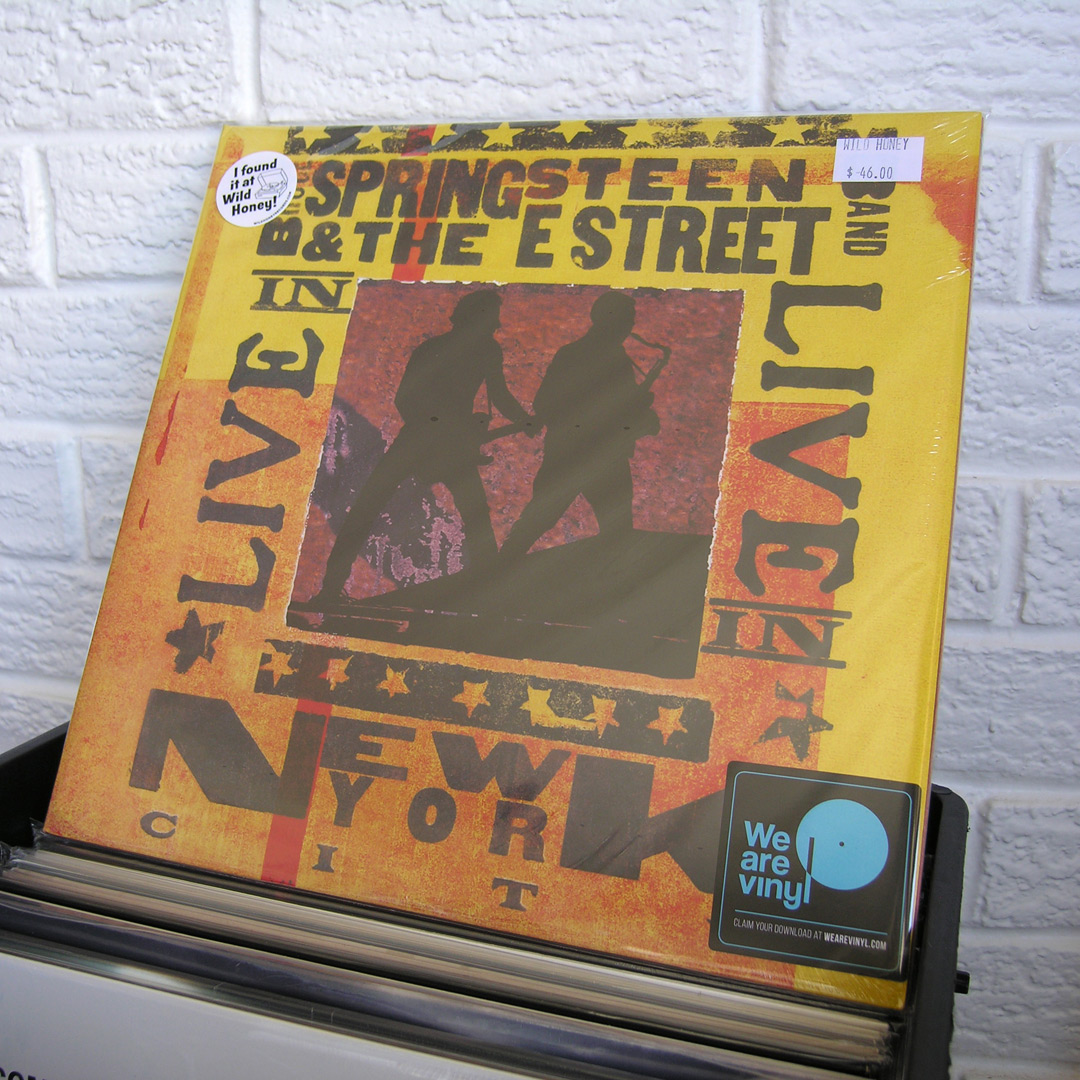 I found
it at
Wild
Honey!
WILD HONEY
$ 46.00
BRUCE
SPRINGSTEEN
& THE E STREET
BAND
LIVE IN
LIVE IN
NEW
YORK
CIT
We
are
vinyl
CLAIM YOUR DOWNLOAD AT WEAREVINYL.COM